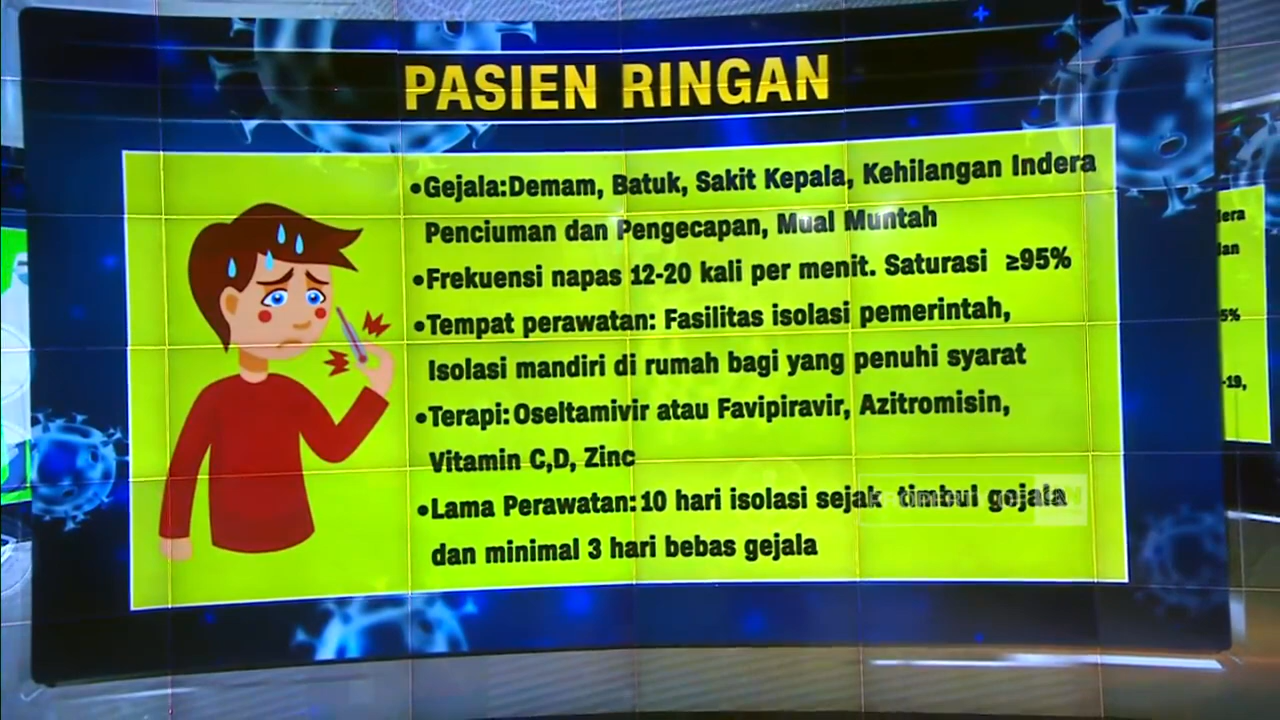 PASIEN RINGAN
•Gejala:Demam, Batuk, Sakit Kepala, Kehilangan Indera
Penciuman dan Pengecapan, Mual Muntah
•Frekuensi napas 12-20 kali per menit. Saturasi ≥95%
•Tempat perawatan: Fasilitas isolasi pemerintah,
Isolasi mandiri di rumah bagi yang penuhi syarat
•Terapi: Oseltamivir atau Favipiravir, Azitromisin,
Vitamin C,D, Zinc
•Lama Perawatan: 10 hari isolasi sejak timbul gejala
dan minimal 3 hari bebas gejala
5%
-19,